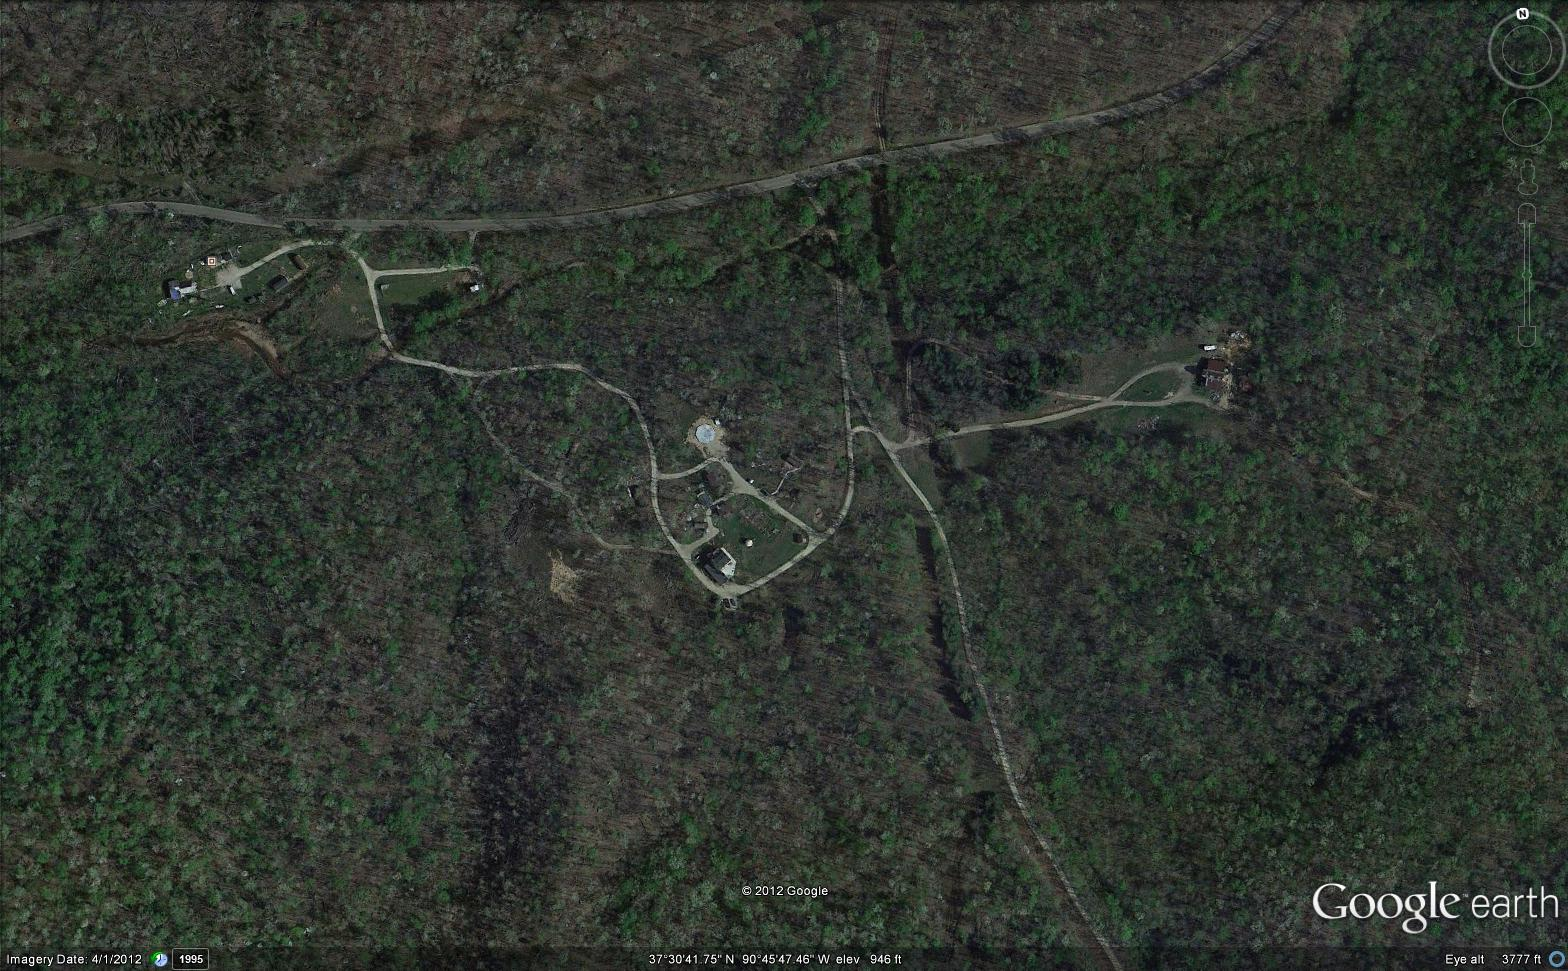 N
© 2012 Google
Google earth
Imagery Date: 4/1/2012 1995 37°30'41.75" N 90°45'47.46" W elev 946 ft Eye alt 3777 ft